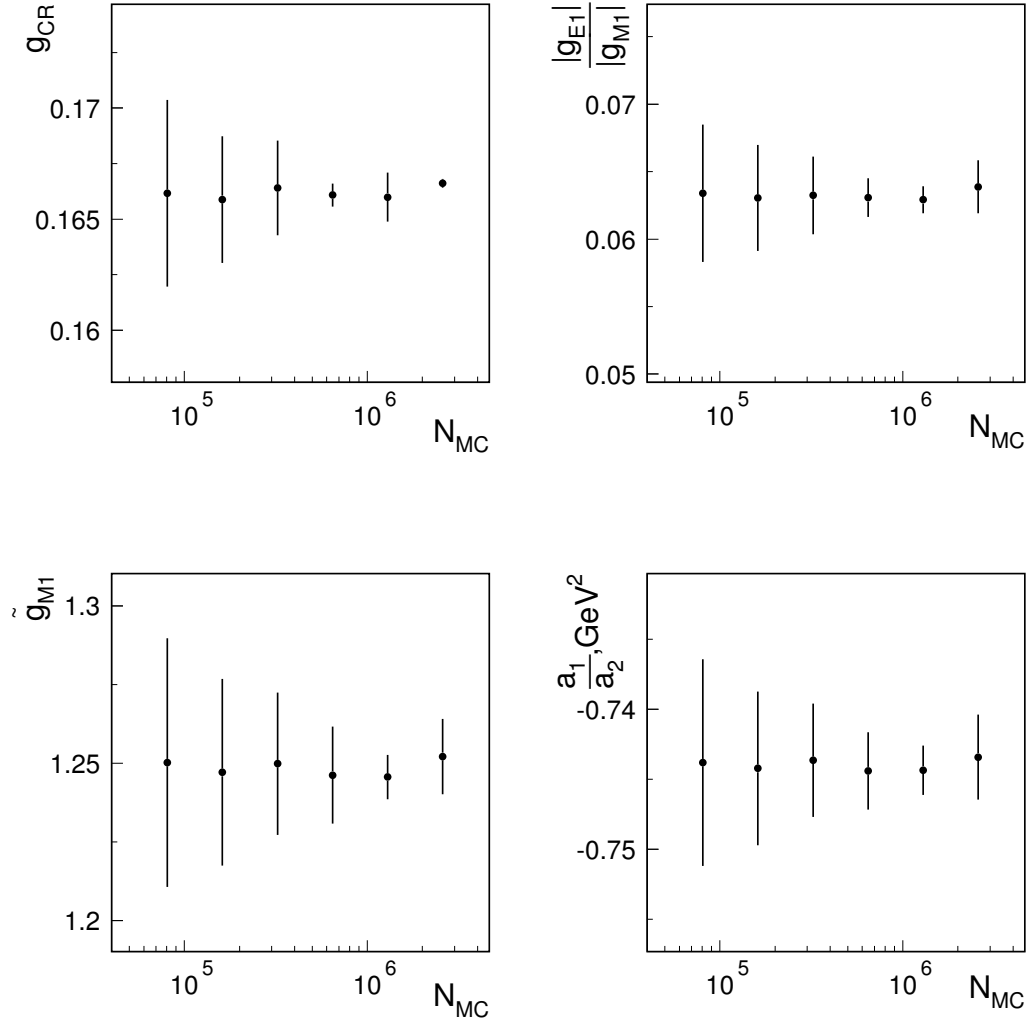 g_CR
0.17
0.165
0.16
10^5
10^6
N_MC
|g_E1|
|g_M1|
0.07
0.06
0.05
10^5
10^6
N_MC
g̃_M1
1.3
1.25
1.2
10^5
10^6
N_MC
a_1
a_2
,GeV^2
-0.74
-0.75
10^5
10^6
N_MC